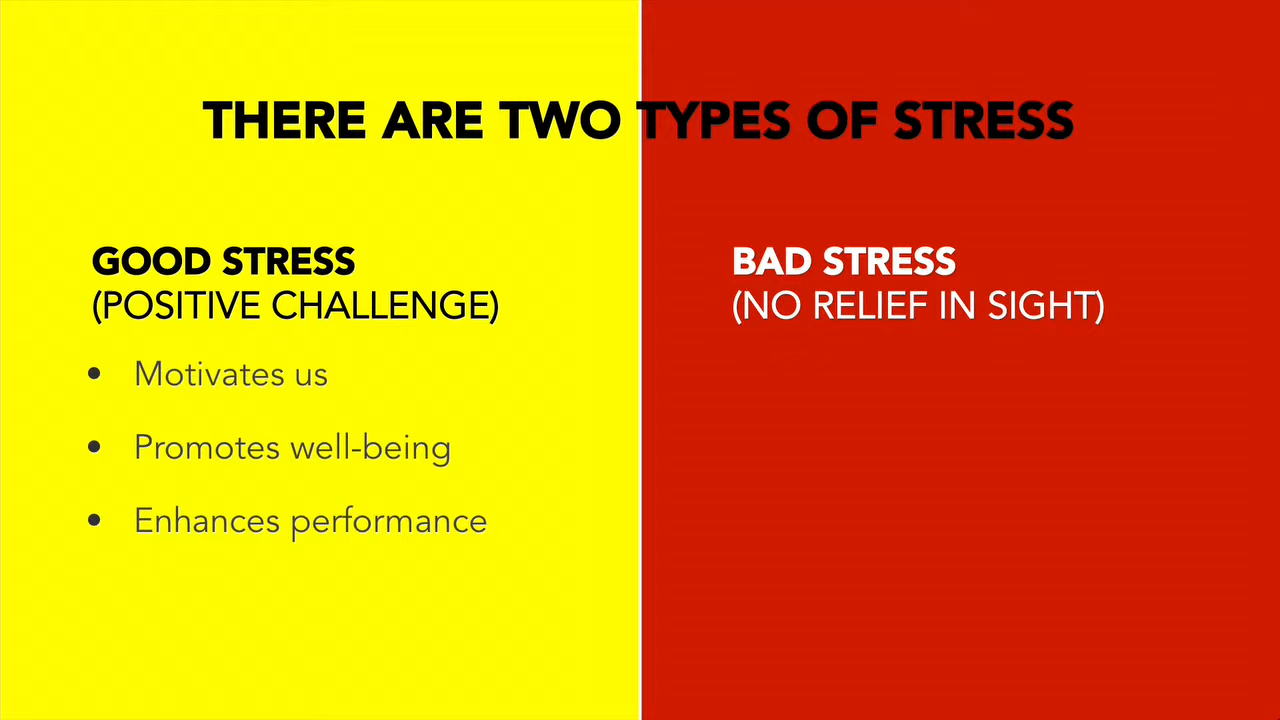 THERE ARE TWO TYPES OF STRESS
GOOD STRESS
(POSITIVE CHALLENGE)
• Motivates us
• Promotes well-being
• Enhances performance
BAD STRESS
(NO RELIEF IN SIGHT)